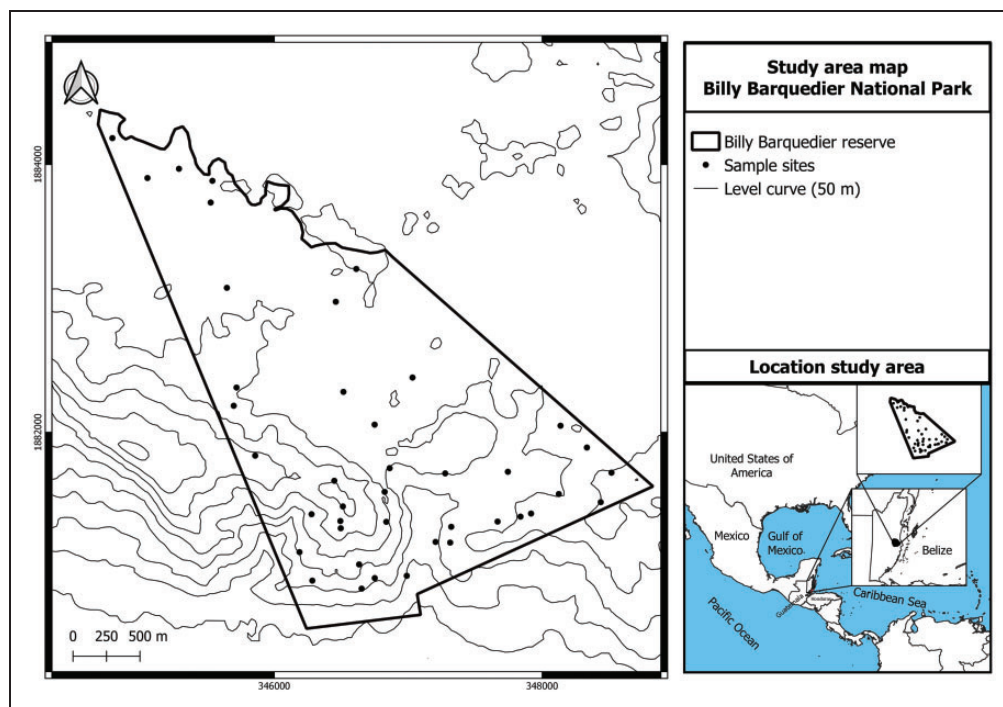 1884000
1882000
346000
348000
0 250 500 m
Study area map
Billy Barquedier National Park
Billy Barquedier reserve
Sample sites
Level curve (50 m)
Location study area
United States of
America
Mexico
Gulf of
Mexico
Belize
Guatemala
Honduras
Caribbean Sea
Pacific Ocean